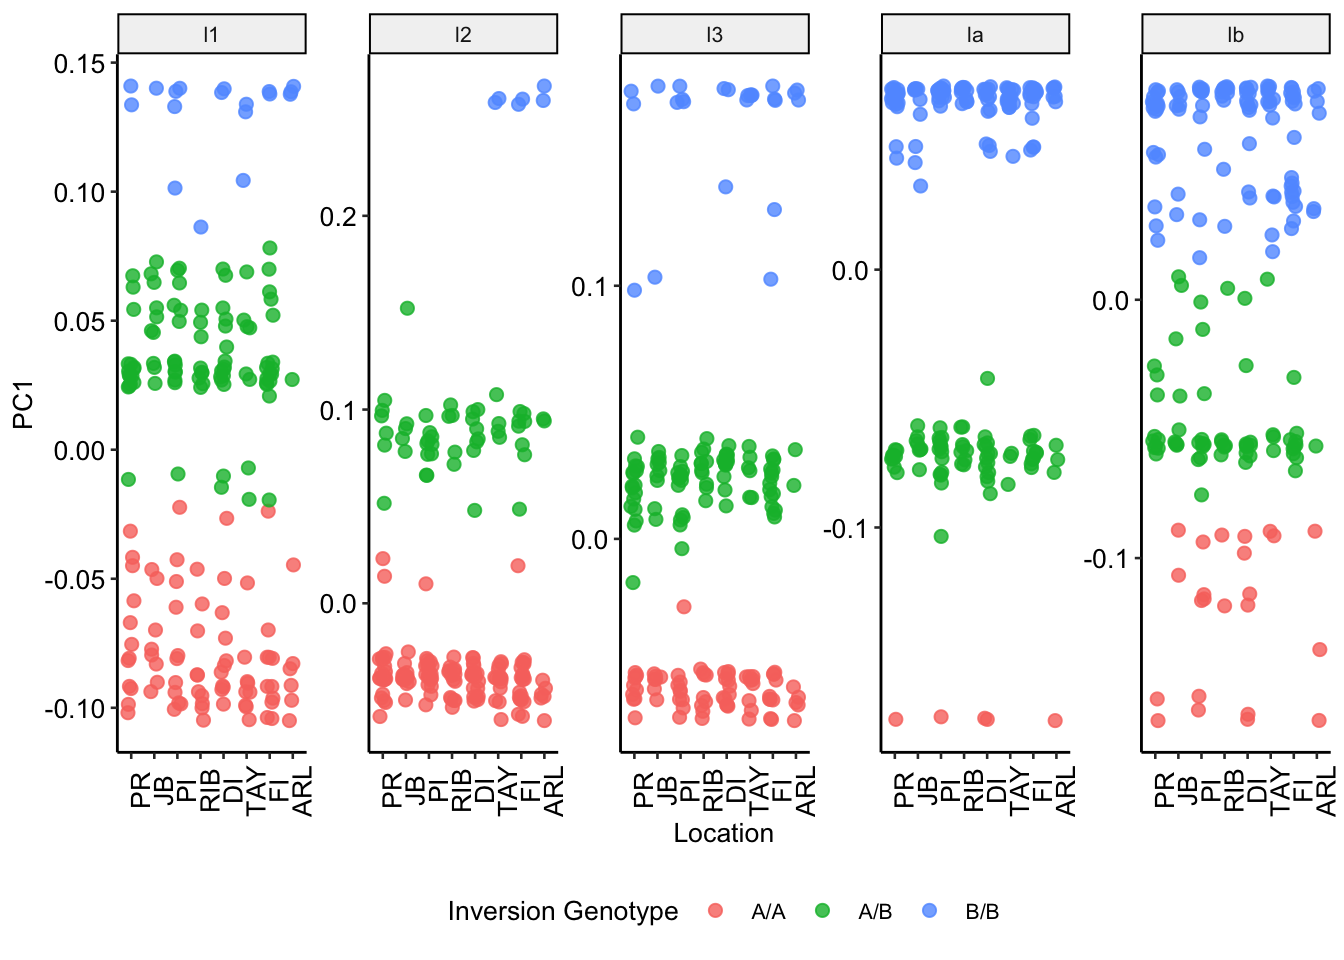 I1 I2 I3 Ia Ib
0.15
0.10
0.05
0.00
-0.05
-0.10
0.2
0.1
0.0
0.1
0.0
0.0
-0.1
0.0
-0.1
PC1
PR JB PI RIB DI TAY FI ARL
PR JB PI RIB DI TAY FI ARL
PR JB PI RIB DI TAY FI ARL
PR JB PI RIB DI TAY FI ARL
PR JB PI RIB DI TAY FI ARL
Location
Inversion Genotype A/A A/B B/B